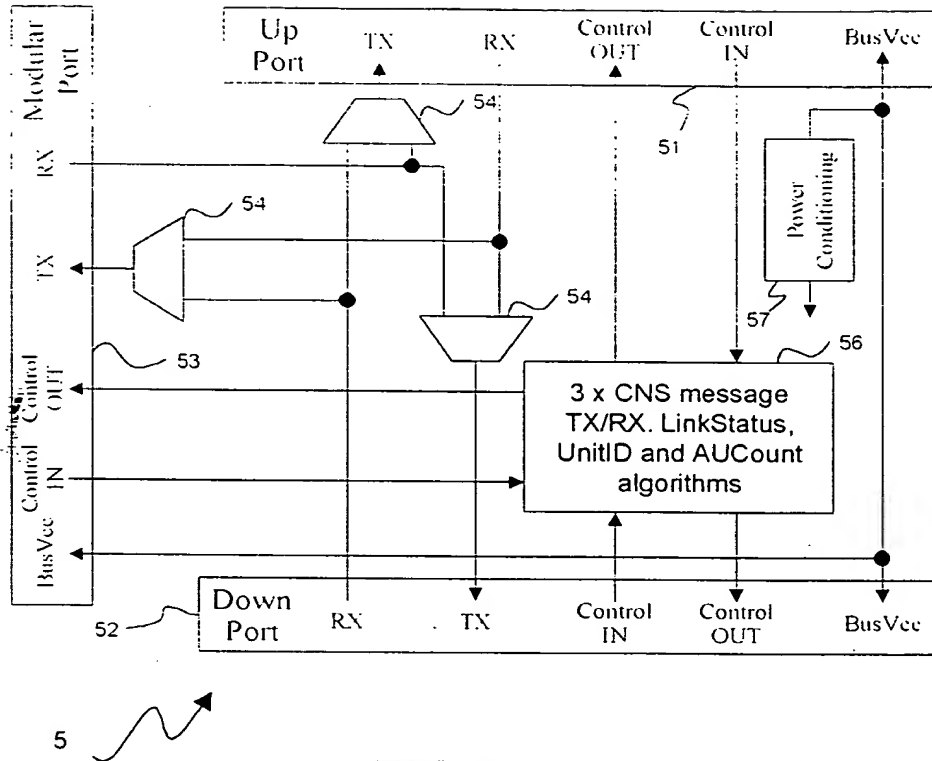 Up Port
TX
RX
Control OUT
Control IN
BusVcc
Modular Port
RX
TX
Control OUT
Control IN
BusVcc
54
54
54
51
53
Power Conditioning
57
56
3 x CNS message
TX/RX. LinkStatus,
UnitID and AUCount
algorithms
52
Down Port
RX
TX
Control IN
Control OUT
BusVcc
5